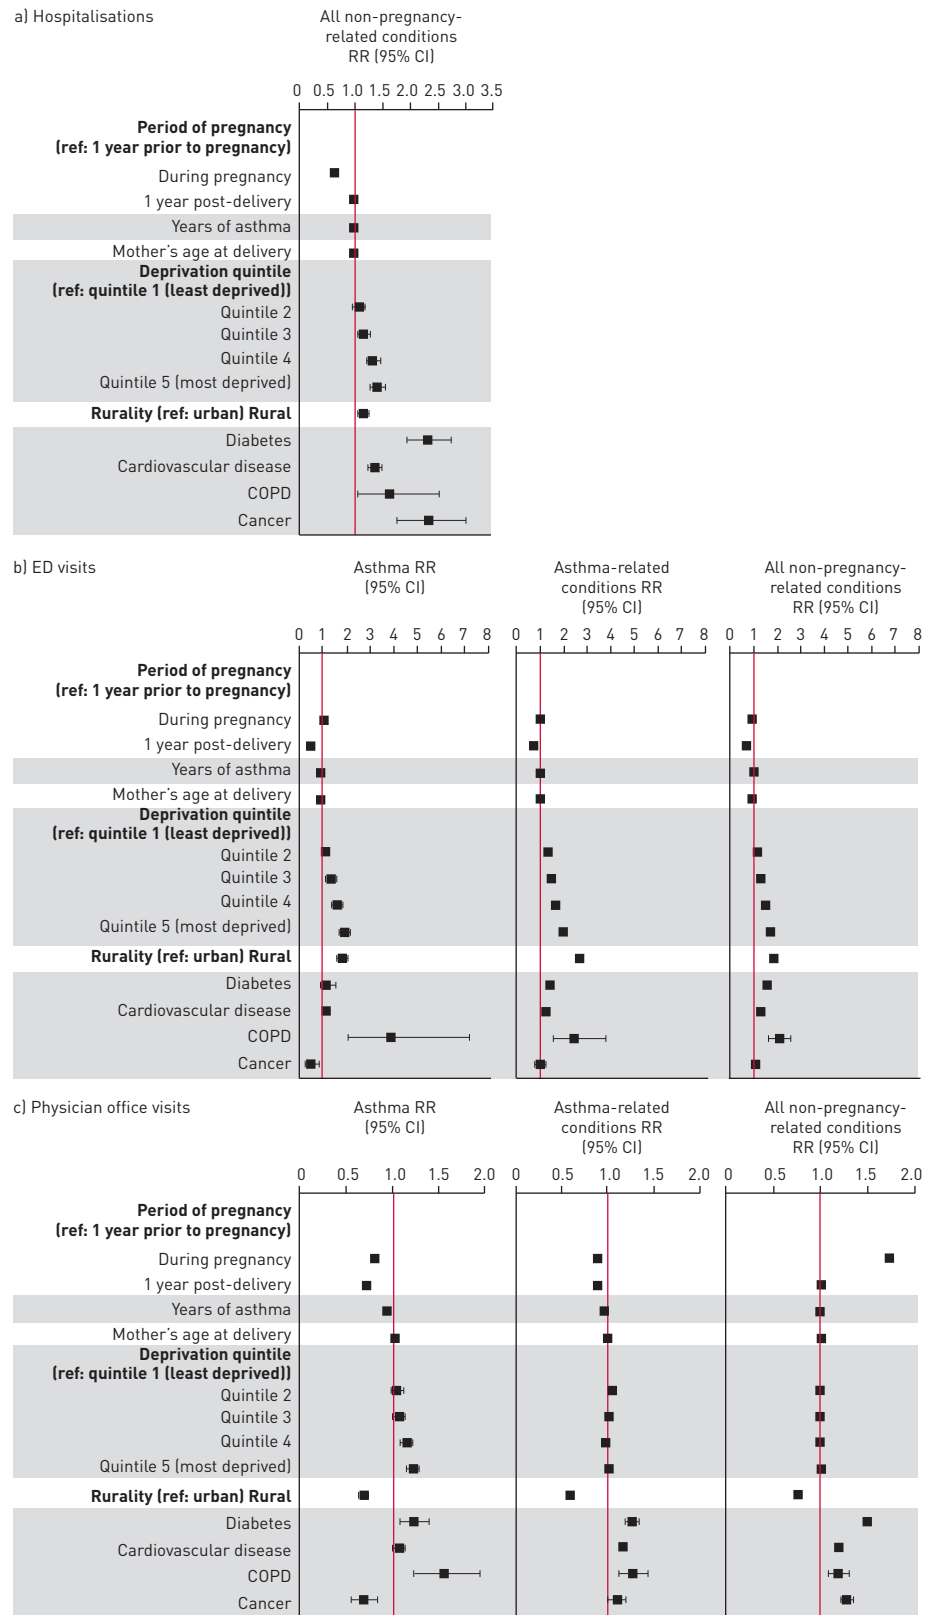 a) Hospitalisations
All non-pregnancy-
related conditions
RR (95% CI)
0 0.5 1.0 1.5 2.0 2.5 3.0 3.5
Period of pregnancy
(ref: 1 year prior to pregnancy)
During pregnancy
1 year post-delivery
Years of asthma
Mother's age at delivery
Deprivation quintile
(ref: quintile 1 (least deprived))
Quintile 2
Quintile 3
Quintile 4
Quintile 5 (most deprived)
Rurality (ref: urban) Rural
Diabetes
Cardiovascular disease
COPD
Cancer
b) ED visits
Asthma RR
(95% CI)
Asthma-related
conditions RR
(95% CI)
All non-pregnancy-
related conditions
RR (95% CI)
0 1 2 3 4 5 6 7 8
0 1 2 3 4 5 6 7 8
0 1 2 3 4 5 6 7 8
Period of pregnancy
(ref: 1 year prior to pregnancy)
During pregnancy
1 year post-delivery
Years of asthma
Mother's age at delivery
Deprivation quintile
(ref: quintile 1 (least deprived))
Quintile 2
Quintile 3
Quintile 4
Quintile 5 (most deprived)
Rurality (ref: urban) Rural
Diabetes
Cardiovascular disease
COPD
Cancer
c) Physician office visits
Asthma RR
(95% CI)
Asthma-related
conditions RR
(95% CI)
All non-pregnancy-
related conditions
RR (95% CI)
0 0.5 1.0 1.5 2.0
0 0.5 1.0 1.5 2.0
0 0.5 1.0 1.5 2.0
Period of pregnancy
(ref: 1 year prior to pregnancy)
During pregnancy
1 year post-delivery
Years of asthma
Mother's age at delivery
Deprivation quintile
(ref: quintile 1 (least deprived))
Quintile 2
Quintile 3
Quintile 4
Quintile 5 (most deprived)
Rurality (ref: urban) Rural
Diabetes
Cardiovascular disease
COPD
Cancer